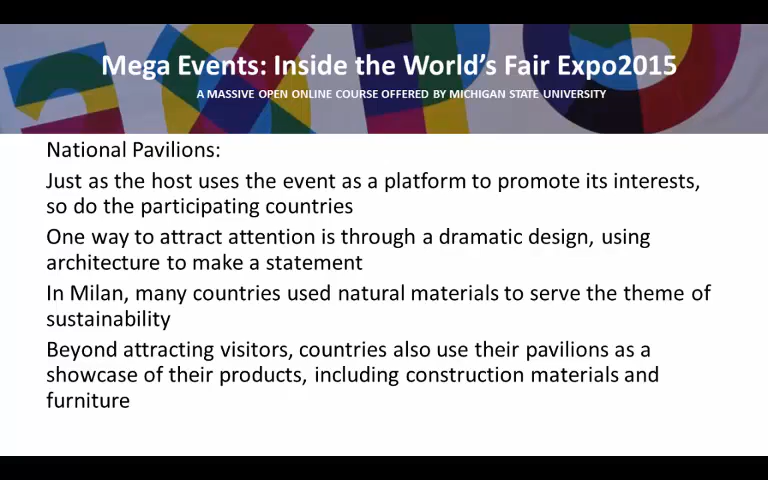 Mega Events: Inside the World's Fair Expo2015
A MASSIVE OPEN ONLINE COURSE OFFERED BY MICHIGAN STATE UNIVERSITY
National Pavilions:
Just as the host uses the event as a platform to promote its interests,
so do the participating countries
One way to attract attention is through a dramatic design, using
architecture to make a statement
In Milan, many countries used natural materials to serve the theme of
sustainability
Beyond attracting visitors, countries also use their pavilions as a
showcase of their products, including construction materials and
furniture